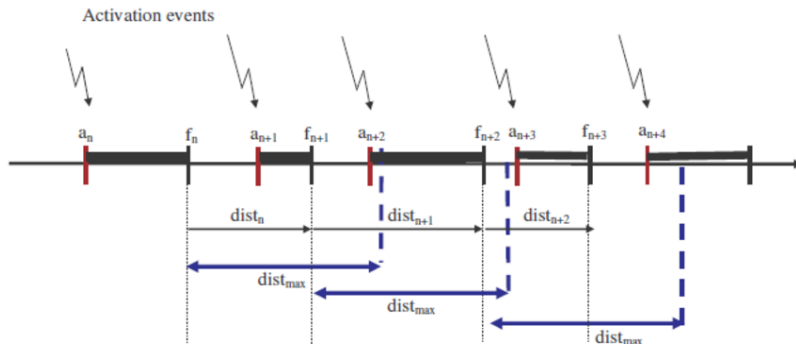 Activation events
aₙ fₙ aₙ₊₁ fₙ₊₁ aₙ₊₂ fₙ₊₂ aₙ₊₃ fₙ₊₃ aₙ₊₄
distₙ distₙ₊₁ distₙ₊₂
distₘₐₓ
distₘₐₓ
distₘₐₓ